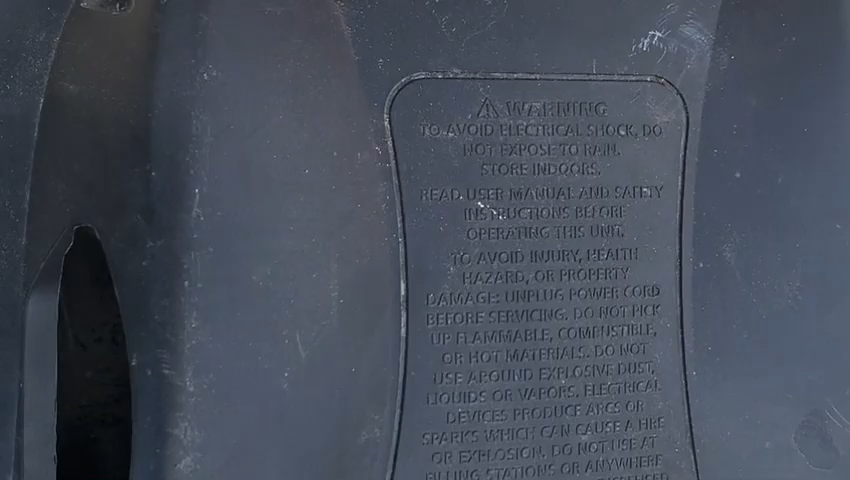 ⚠ WARNING
TO AVOID ELECTRICAL SHOCK, DO
NOT EXPOSE TO RAIN.
STORE INDOORS.
READ USER MANUAL AND SAFETY
INSTRUCTIONS BEFORE
OPERATING THIS UNIT.
TO AVOID INJURY, HEALTH
HAZARD, OR PROPERTY
DAMAGE: UNPLUG POWER CORD
BEFORE SERVICING. DO NOT PICK
UP FLAMMABLE, COMBUSTIBLE,
OR HOT MATERIALS. DO NOT
USE AROUND EXPLOSIVE DUST,
LIQUIDS OR VAPORS. ELECTRICAL
DEVICES PRODUCE ARCS OR
SPARKS WHICH CAN CAUSE A FIRE
OR EXPLOSION. DO NOT USE AT
FILLING STATIONS OR ANYWHERE